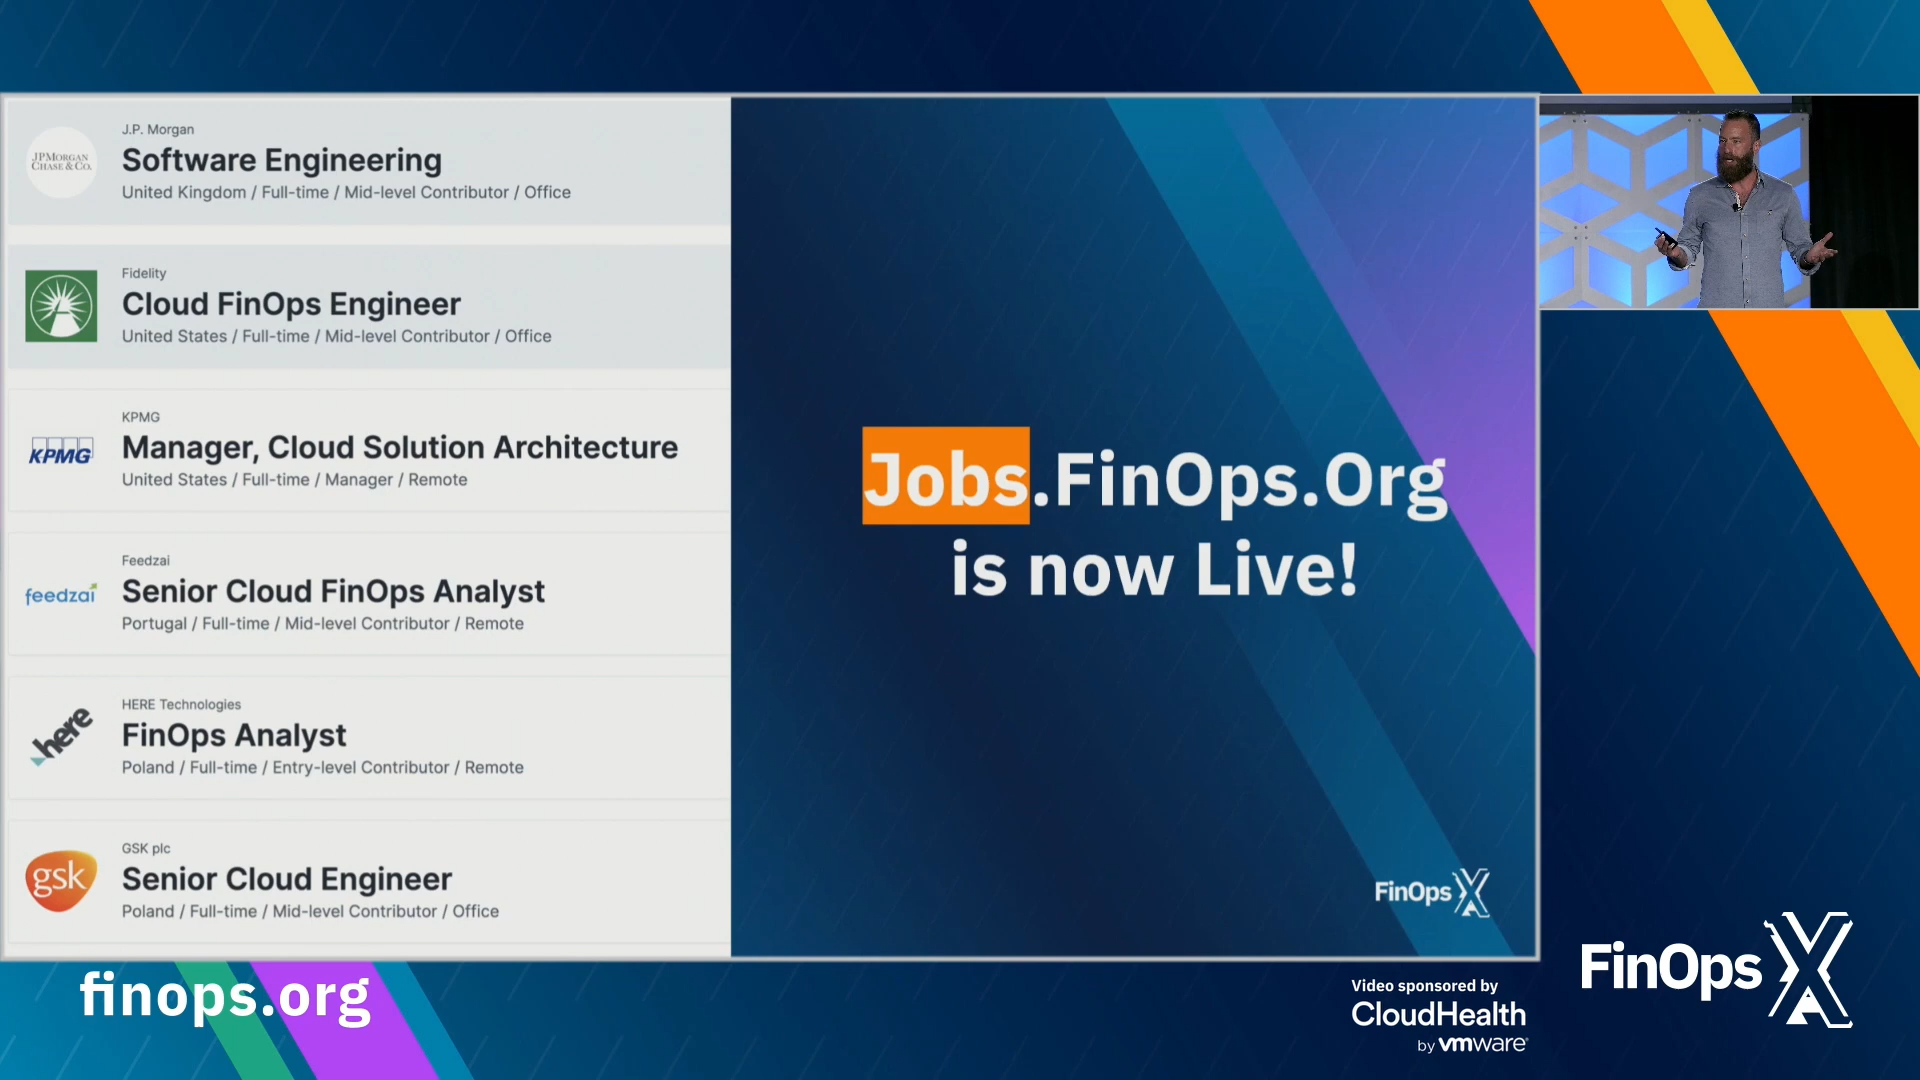 J.P. Morgan
JPMORGAN
CHASE & CO.
Software Engineering
United Kingdom / Full-time / Mid-level Contributor / Office
Fidelity
Cloud FinOps Engineer
United States / Full-time / Mid-level Contributor / Office
KPMG
KPMG
Manager, Cloud Solution Architecture
United States / Full-time / Manager / Remote
Feedzai
feedzai
Senior Cloud FinOps Analyst
Portugal / Full-time / Mid-level Contributor / Remote
HERE Technologies
here
FinOps Analyst
Poland / Full-time / Entry-level Contributor / Remote
GSK plc
gsk
Senior Cloud Engineer
Poland / Full-time / Mid-level Contributor / Office
Jobs.FinOps.Org
is now Live!
FinOps X
finops.org
Video sponsored by
CloudHealth
by vmware
FinOps X